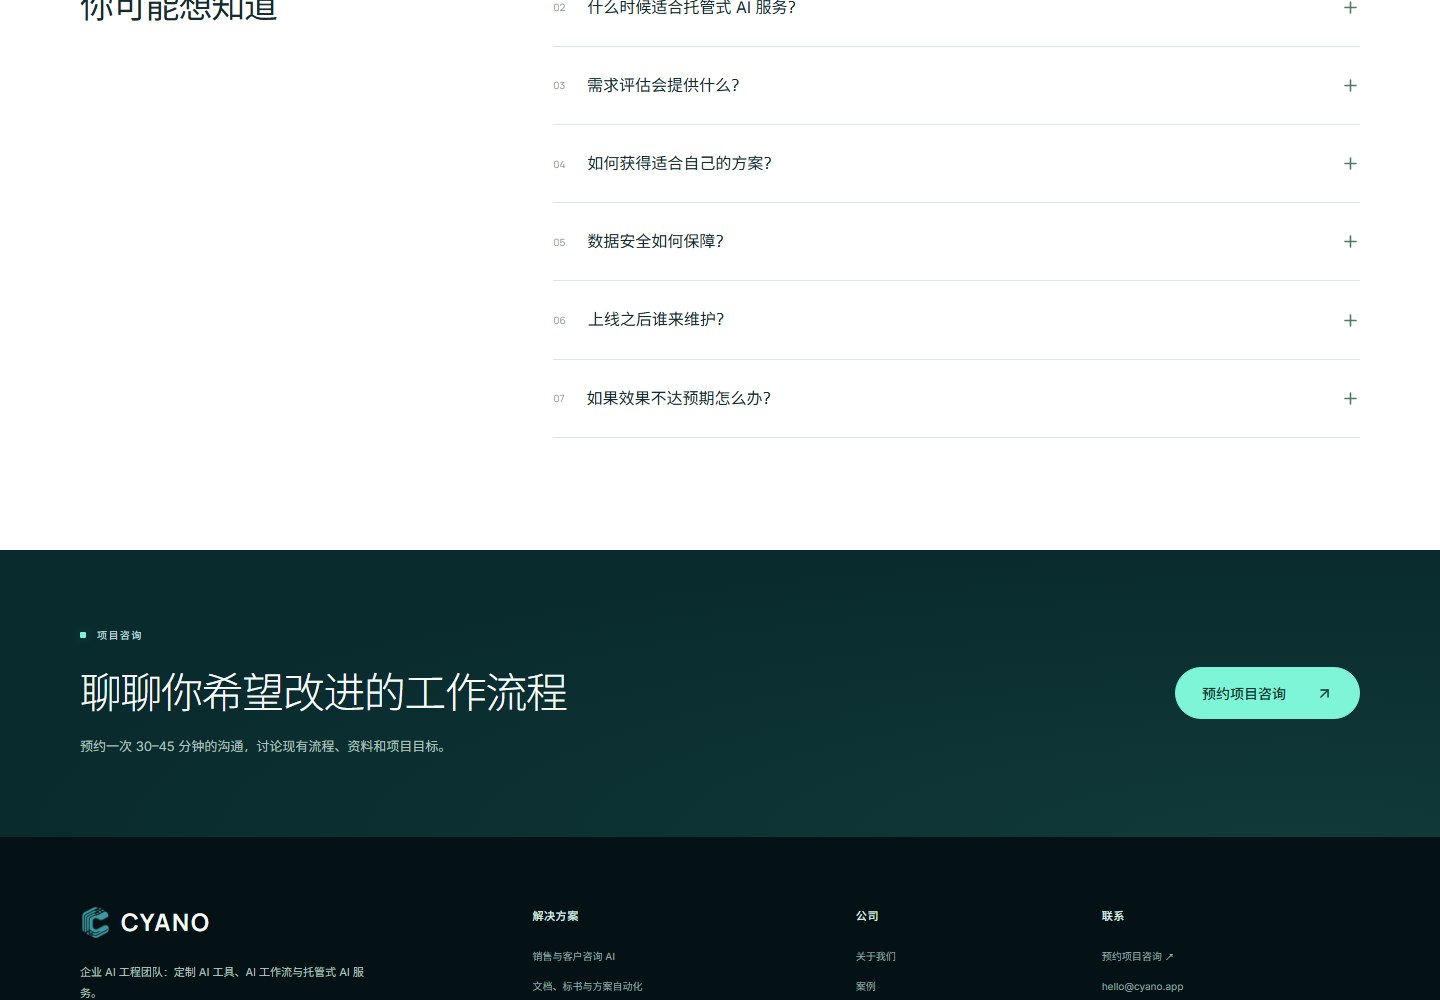 你可能想知道
02 什么时候适合托管式 AI 服务?
03 需求评估会提供什么?
04 如何获得适合自己的方案?
05 数据安全如何保障?
06 上线之后谁来维护?
07 如果效果不达预期怎么办?
项目咨询
聊聊你希望改进的工作流程
预约一次 30–45 分钟的沟通，讨论现有流程、资料和项目目标。
预约项目咨询 ↗
CYANO
企业 AI 工程团队：定制 AI 工具、AI 工作流与托管式 AI 服
务。
解决方案
销售与客户咨询 AI
文档、标书与方案自动化
公司
关于我们
案例
联系
预约项目咨询 ↗
hello@cyano.app